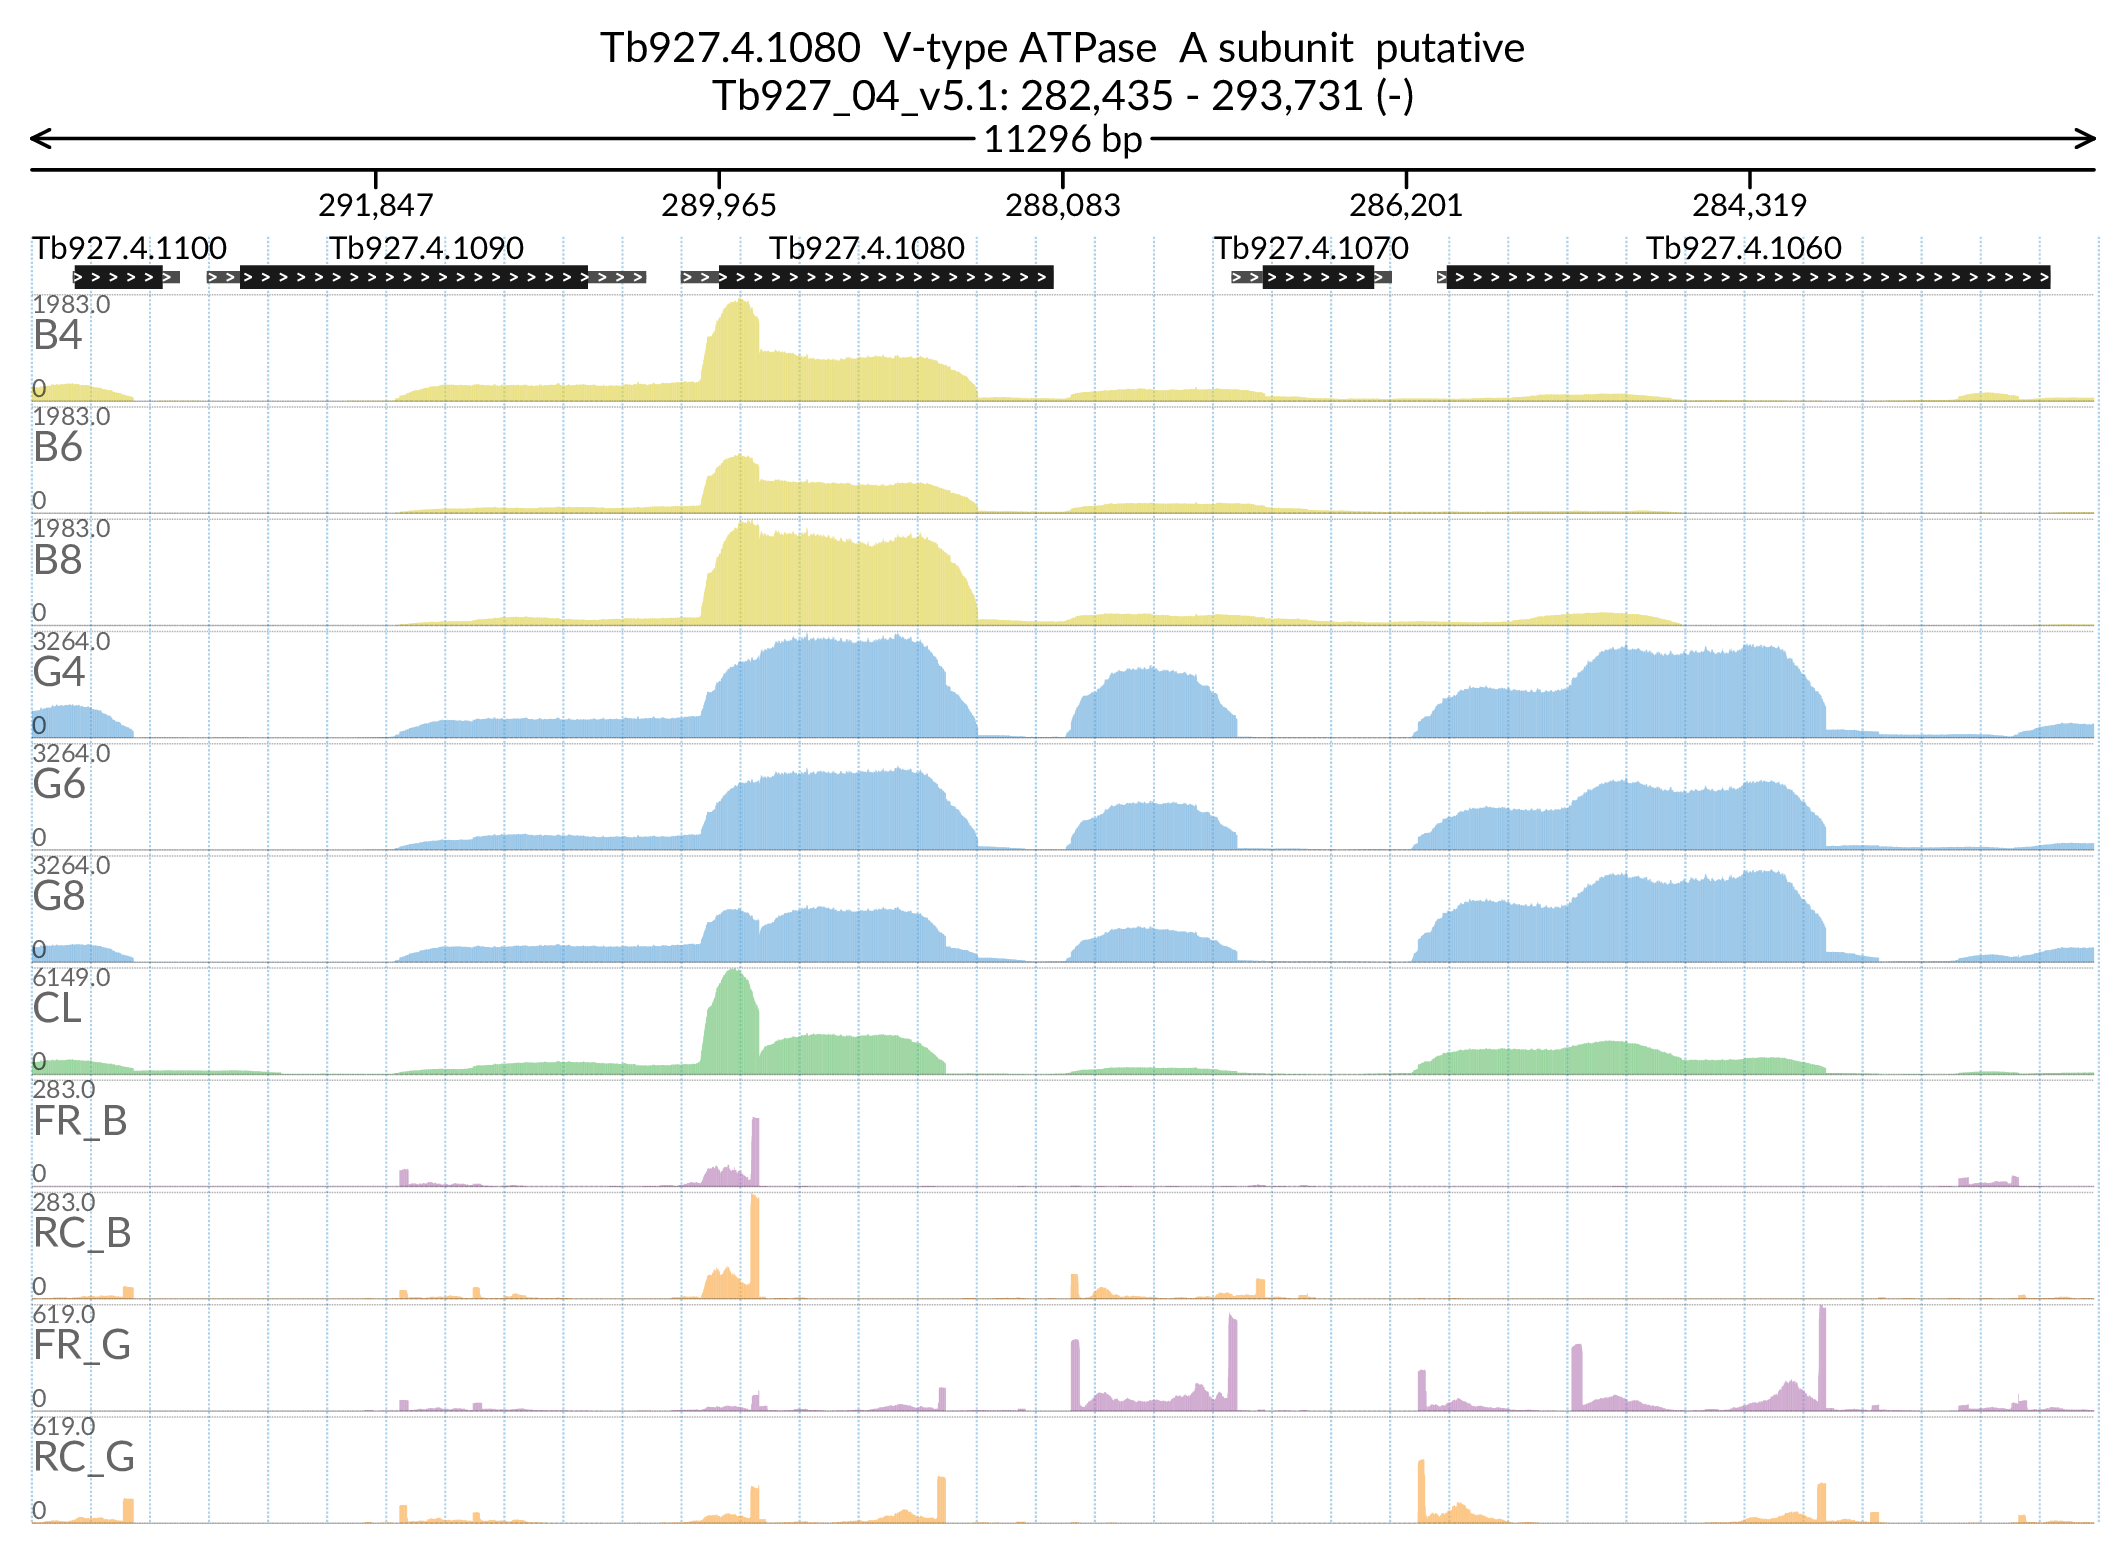 Tb927.4.1080  V-type ATPase  A subunit  putative
Tb927_04_v5.1: 282,435 - 293,731 (-)
11296 bp
291,847 289,965 288,083 286,201 284,319
Tb927.4.1100 Tb927.4.1090 Tb927.4.1080 Tb927.4.1070 Tb927.4.1060
1983.0
B4
0
1983.0
B6
0
1983.0
B8
0
3264.0
G4
0
3264.0
G6
0
3264.0
G8
0
6149.0
CL
0
283.0
FR_B
0
283.0
RC_B
0
619.0
FR_G
0
619.0
RC_G
0